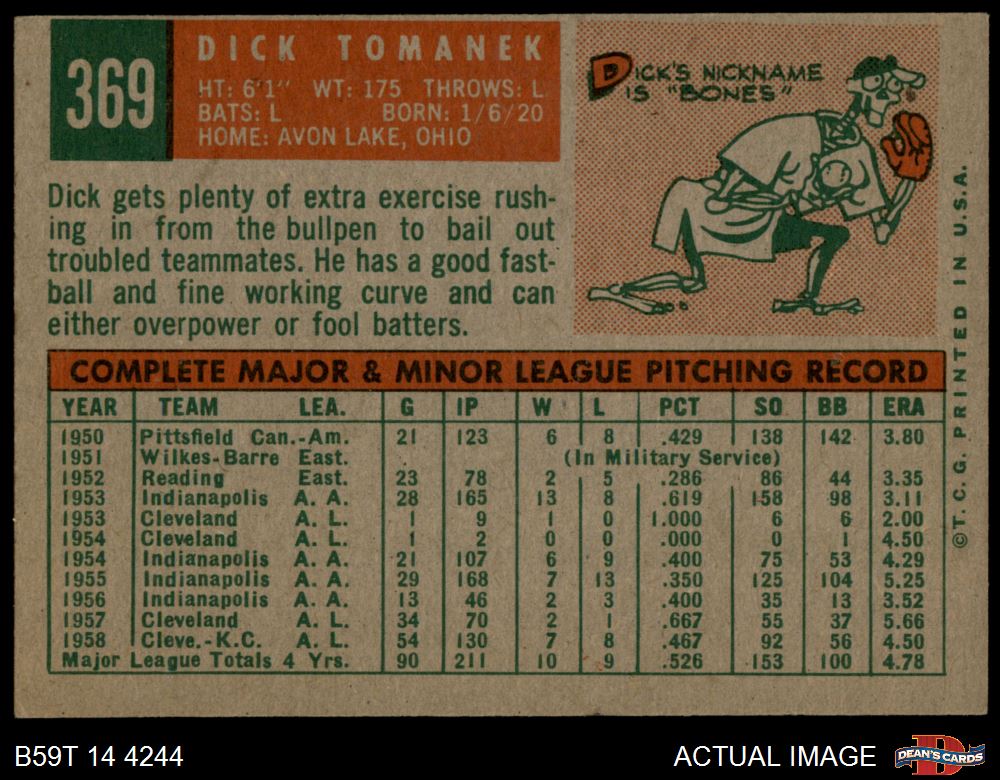 369
DICK TOMANEK
HT: 6'1" WT: 175 THROWS: L
BATS: L BORN: 1/6/20
HOME: AVON LAKE, OHIO
DICK'S NICKNAME
IS "BONES"
Dick gets plenty of extra exercise rush-
ing in from the bullpen to bail out
troubled teammates. He has a good fast-
ball and fine working curve and can
either overpower or fool batters.
COMPLETE MAJOR & MINOR LEAGUE PITCHING RECORD
YEAR TEAM LEA. G IP W L PCT SO BB ERA
1950 Pittsfield Can.-Am. 21 123 6 8 .429 138 142 3.80
1951 Wilkes-Barre East. (In Military Service)
1952 Reading East. 23 78 2 5 .286 86 44 3.35
1953 Indianapolis A. A. 28 165 13 8 .619 158 98 3.11
1953 Cleveland A. L. 1 9 1 0 1.000 6 6 2.00
1954 Cleveland A. L. 1 2 0 0 .000 0 1 4.50
1954 Indianapolis A. A. 21 107 6 9 .400 75 53 4.29
1955 Indianapolis A. A. 29 168 7 13 .350 125 104 5.25
1956 Indianapolis A. A. 13 46 2 3 .400 35 13 3.52
1957 Cleveland A. L. 34 70 2 1 .667 55 37 5.66
1958 Cleve.-K.C. A. L. 54 130 7 8 .467 92 56 4.50
Major League Totals 4 Yrs. 90 211 10 9 .526 153 100 4.78
©T. C. G. PRINTED IN U.S.A.
B59T 14 4244
ACTUAL IMAGE
DEAN'S CARDS